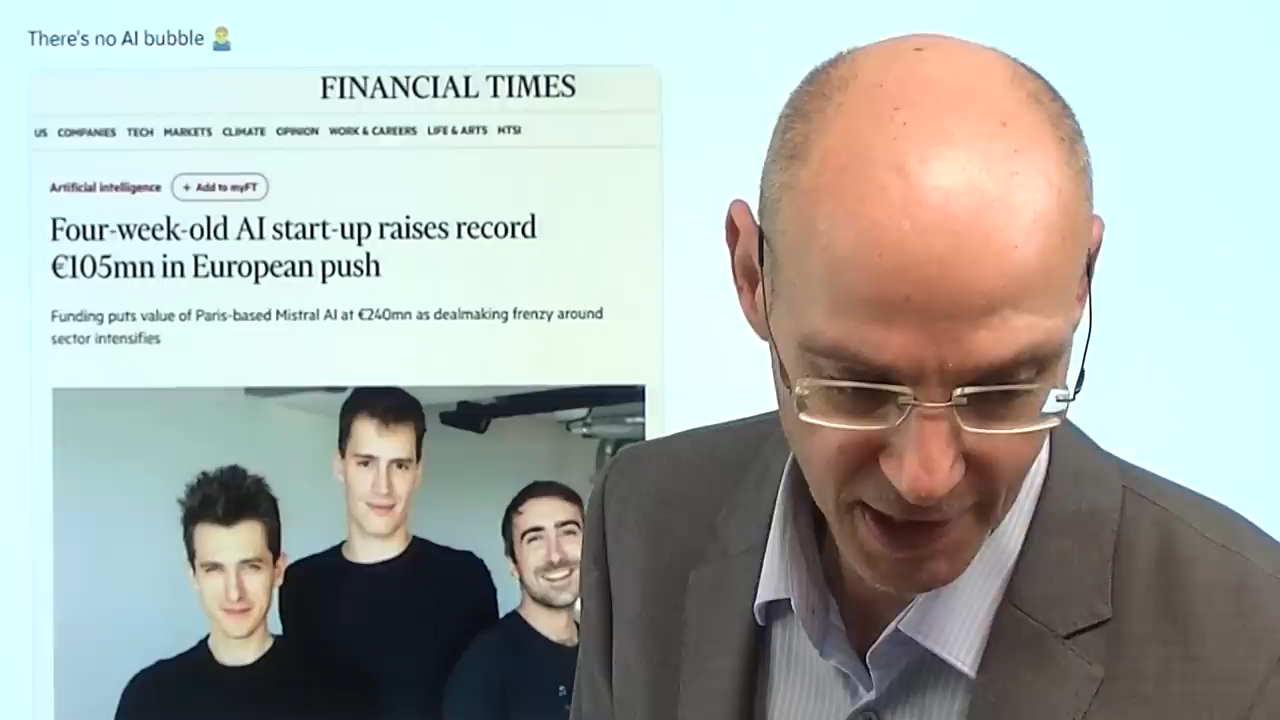 There's no AI bubble 🤷‍♂️
FINANCIAL TIMES
US COMPANIES TECH MARKETS CLIMATE OPINION WORK & CAREERS LIFE & ARTS HTSI
Artificial intelligence + Add to myFT
Four-week-old AI start-up raises record
€105mn in European push
Funding puts value of Paris-based Mistral AI at €240mn as dealmaking frenzy around
sector intensifies